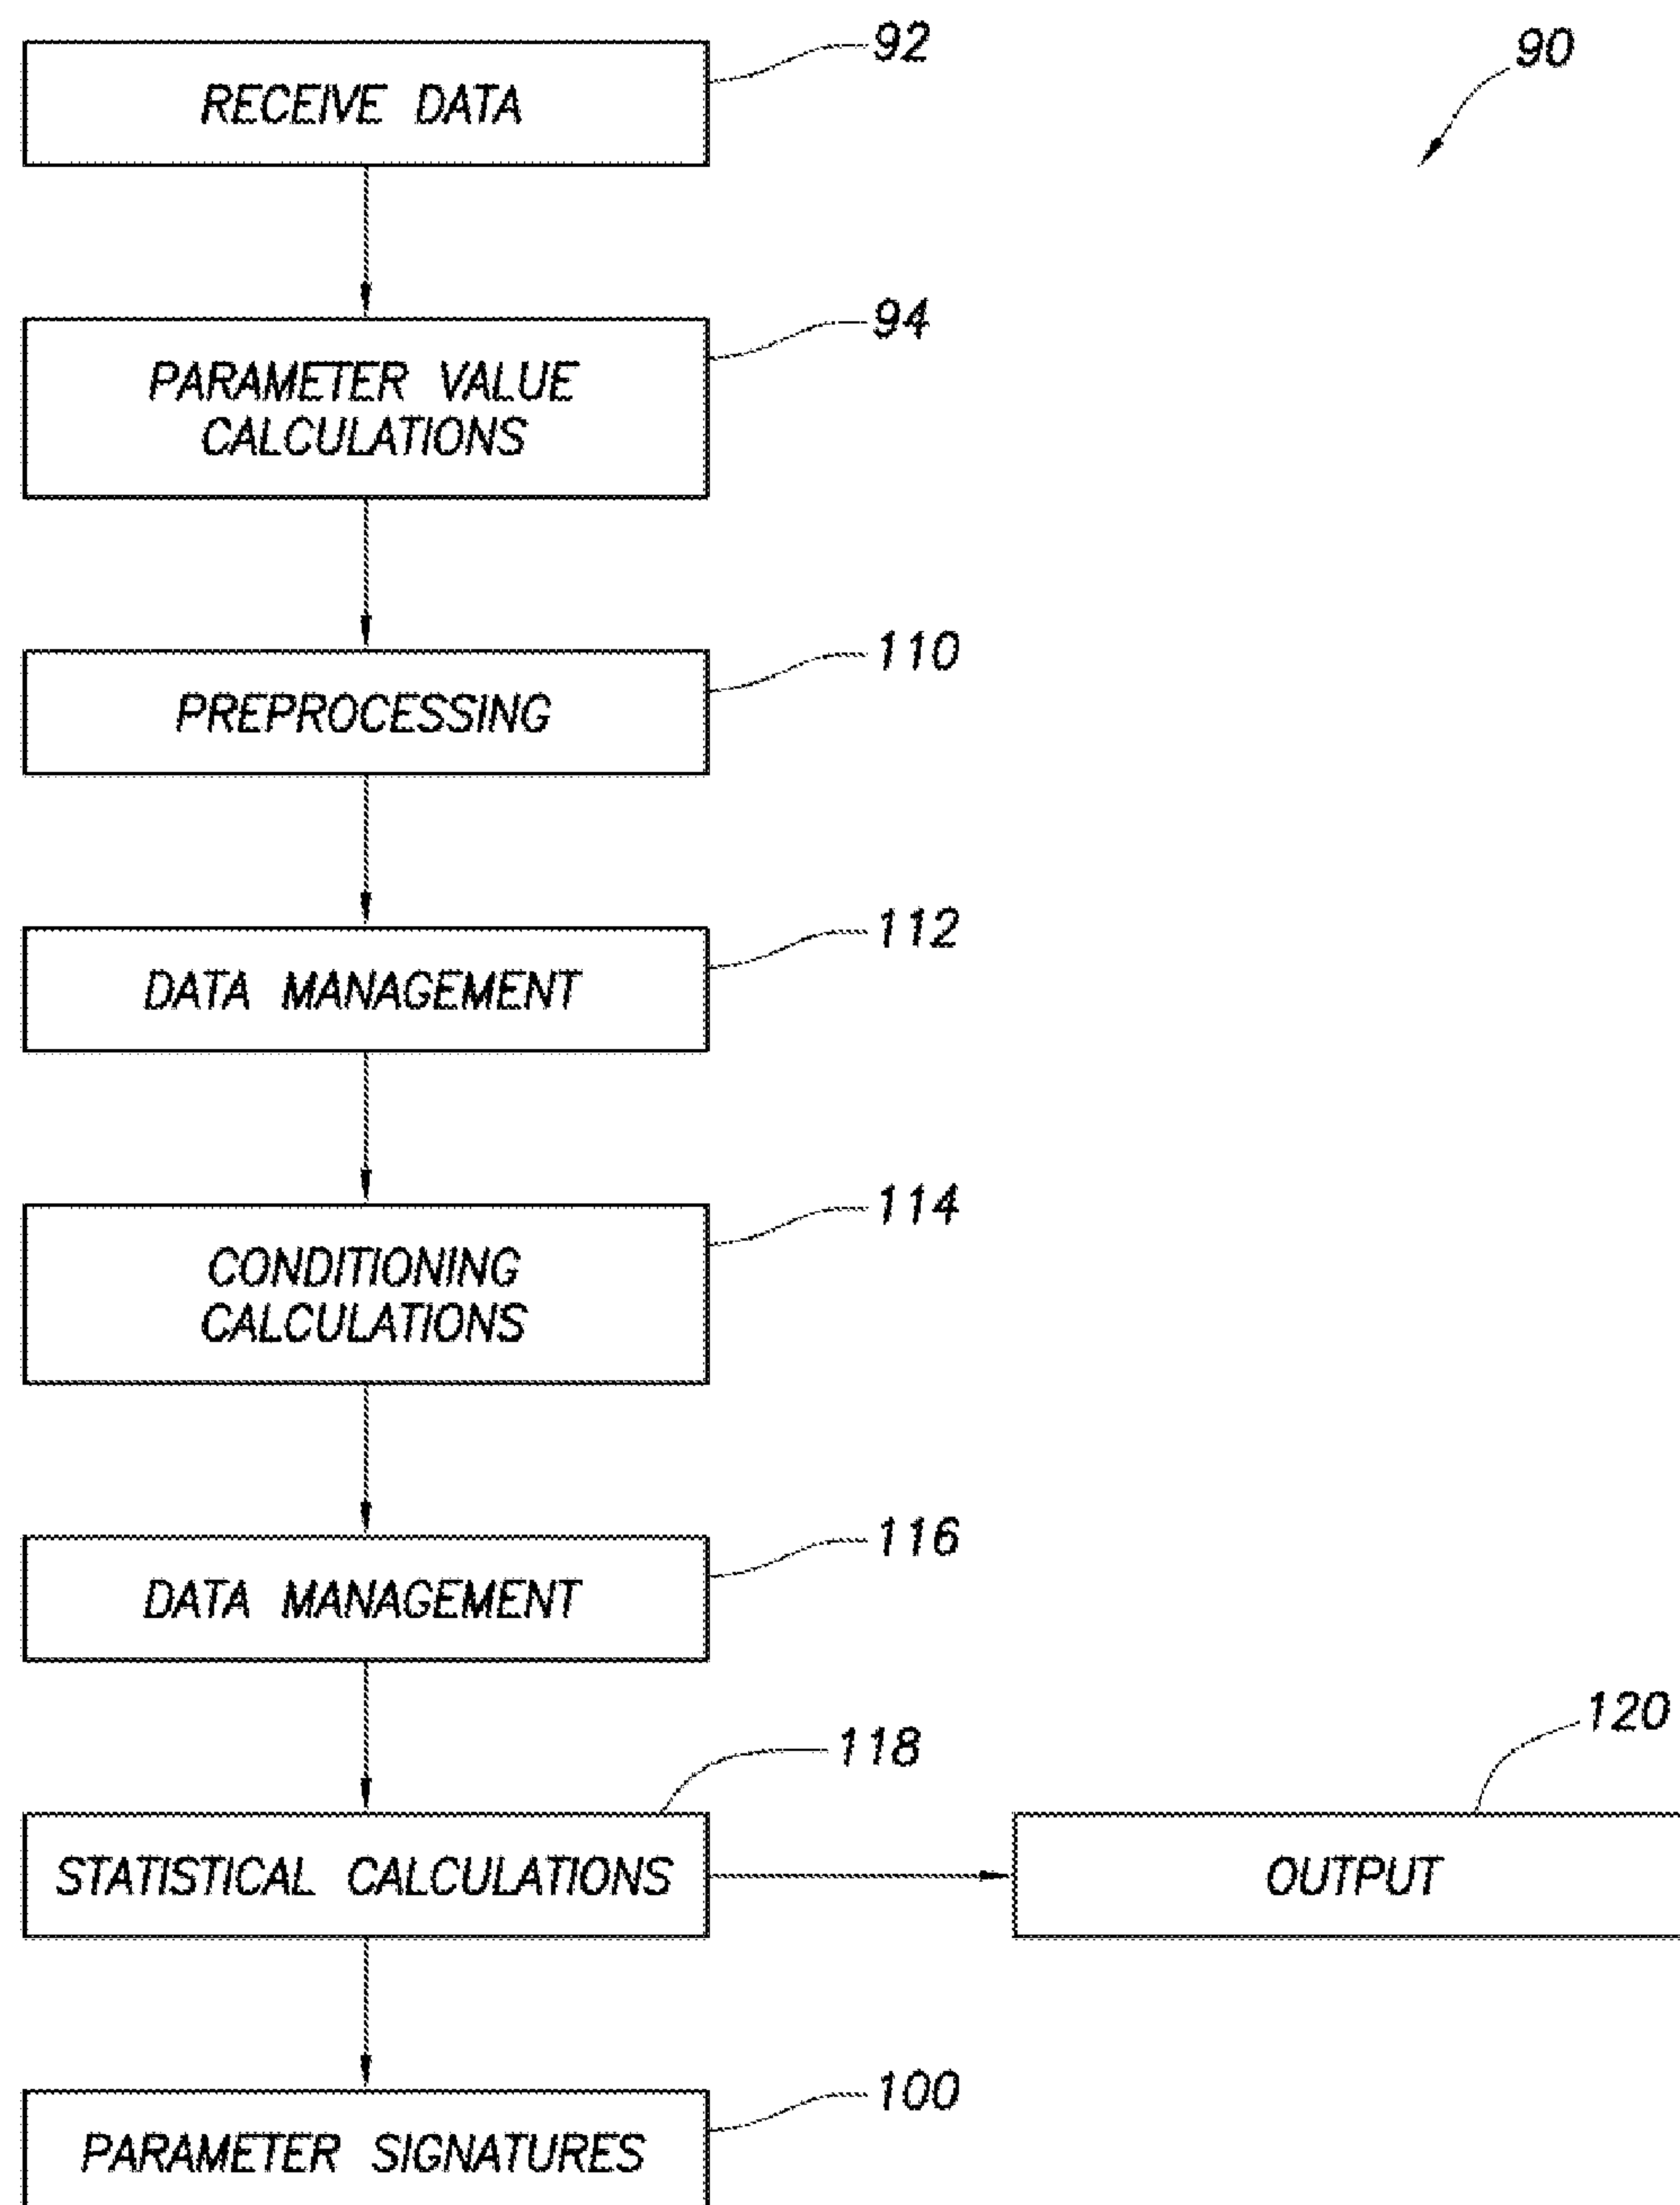 92
90
RECEIVE DATA
94
PARAMETER VALUE
CALCULATIONS
110
PREPROCESSING
112
DATA MANAGEMENT
114
CONDITIONING
CALCULATIONS
116
DATA MANAGEMENT
120
118
STATISTICAL CALCULATIONS
OUTPUT
100
PARAMETER SIGNATURES